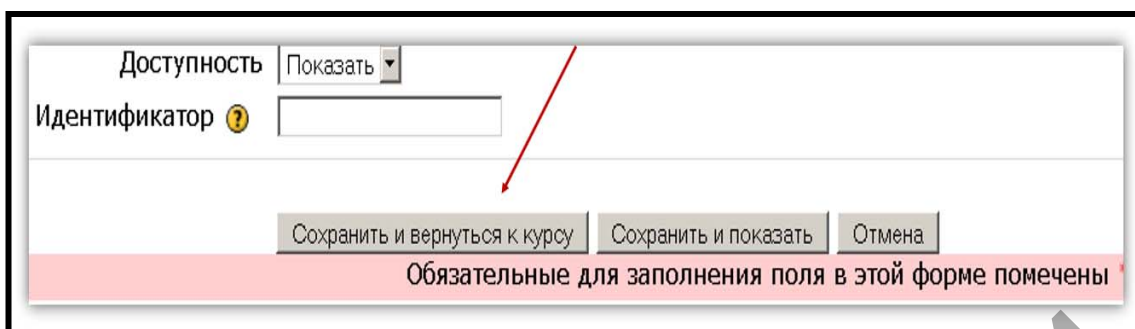 Доступность Показать
Идентификатор ?
Сохранить и вернуться к курсу Сохранить и показать Отмена
Обязательные для заполнения поля в этой форме помечены *